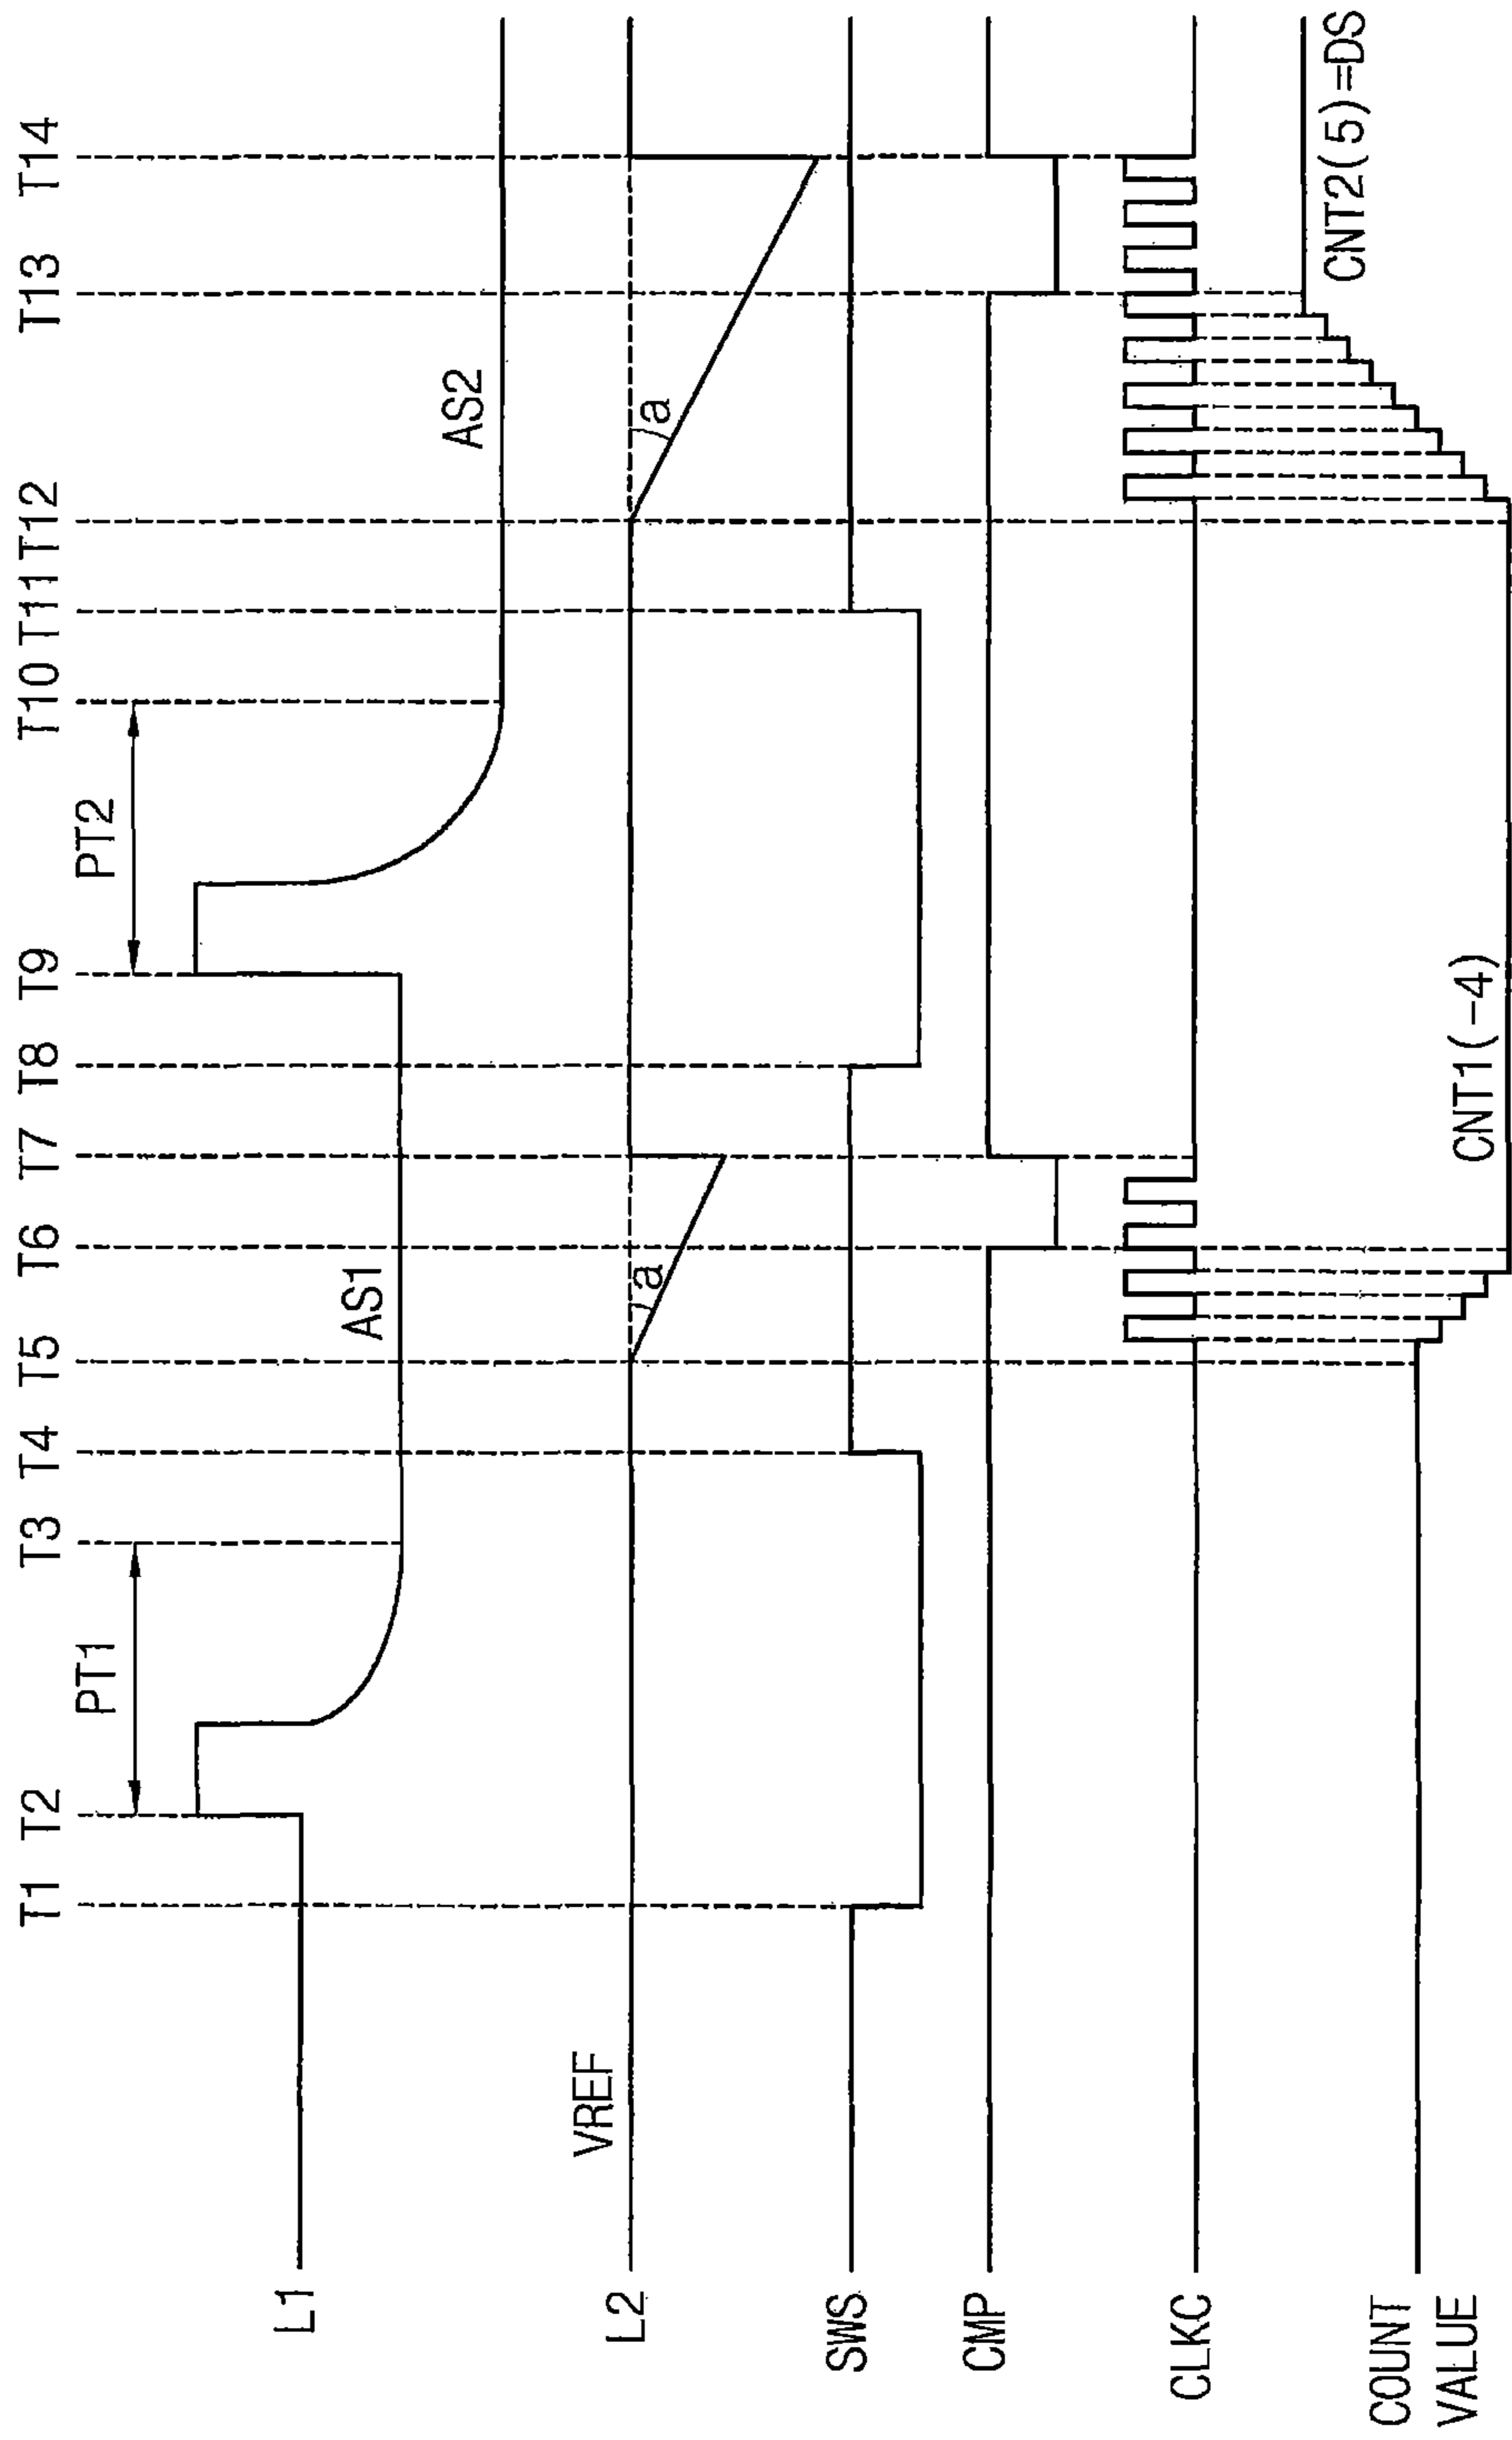 T1 T2 T3 T4 T5 T6 T7 T8 T9 T10 T11 T12 T13 T14
PT1 PT2
L1
AS1
AS2
VREF
L2
a a
SWS
CMP
CLKC
COUNT
VALUE
CNT1(-4)
CNT2(5)=DS